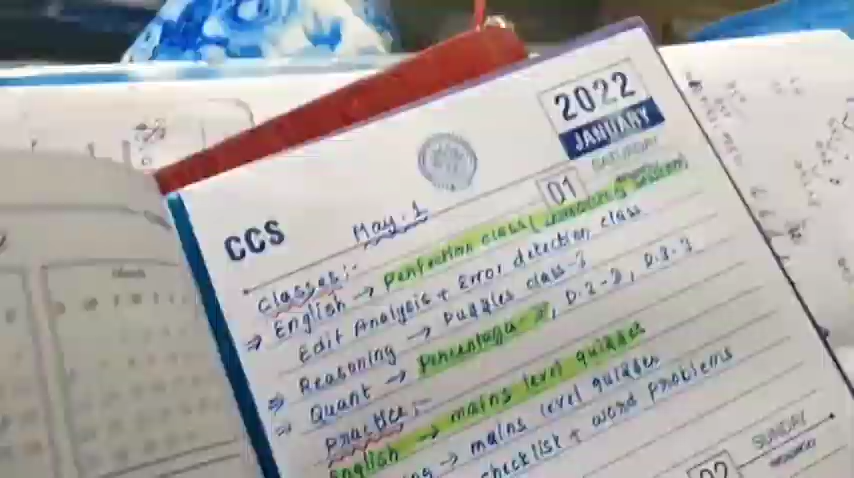 2022
JANUARY
SATURDAY
01
CCS
May-1
Classes:-
→ English → Perfection class (
Edit Analysis + Error detection class
⇒ Reasoning → Puzzles class-3
⇒ Quant → Percentage-2, D.2-2, D.3-3
Practice:-
English → mains level quizzes
→ mains level quizzes
checklist + word problems
SUNDAY
02